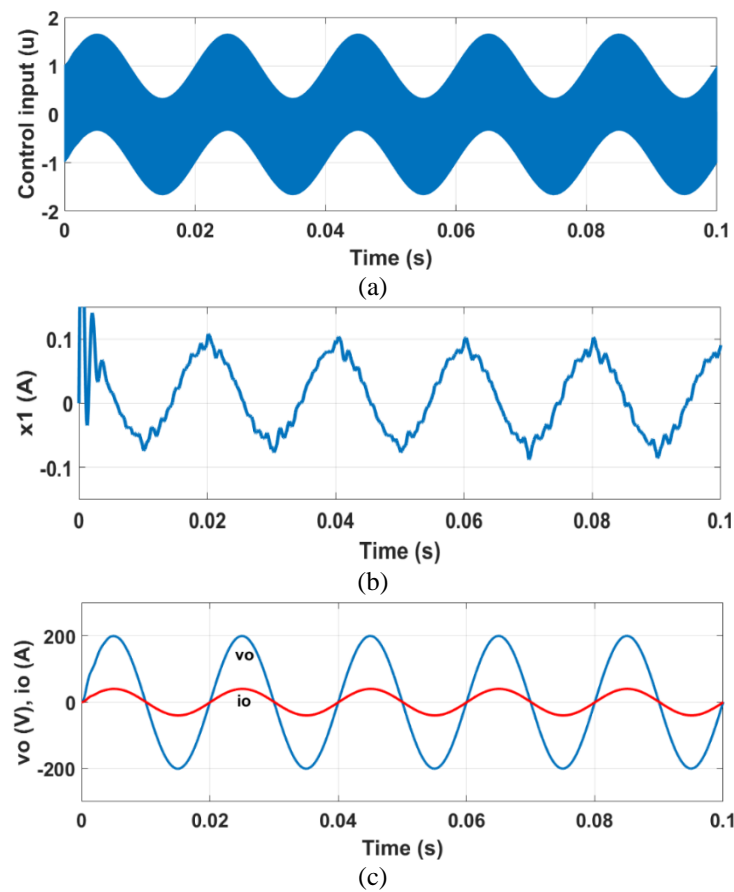 2
1
0
-1
-2
Control input (u)
0 0.02 0.04 0.06 0.08 0.1
Time (s)
(a)
0.1
0
-0.1
x1 (A)
0 0.02 0.04 0.06 0.08 0.1
Time (s)
(b)
200
0
-200
vo (V), io (A)
vo
io
0 0.02 0.04 0.06 0.08 0.1
Time (s)
(c)